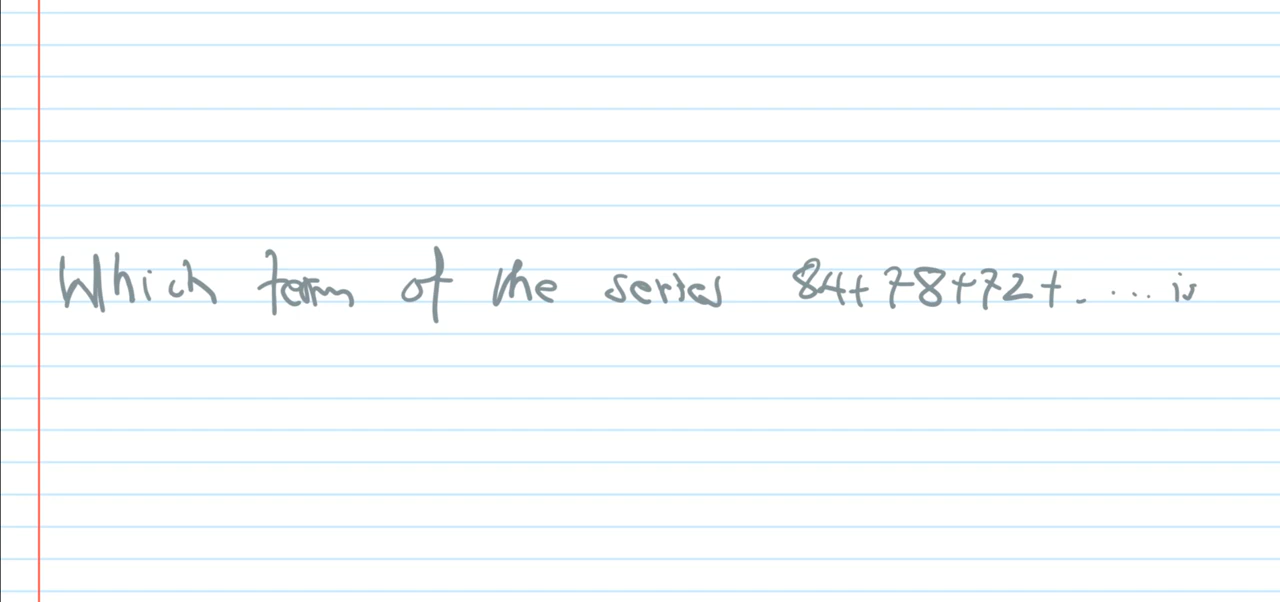 Which term of the series 84+78+72+.... is